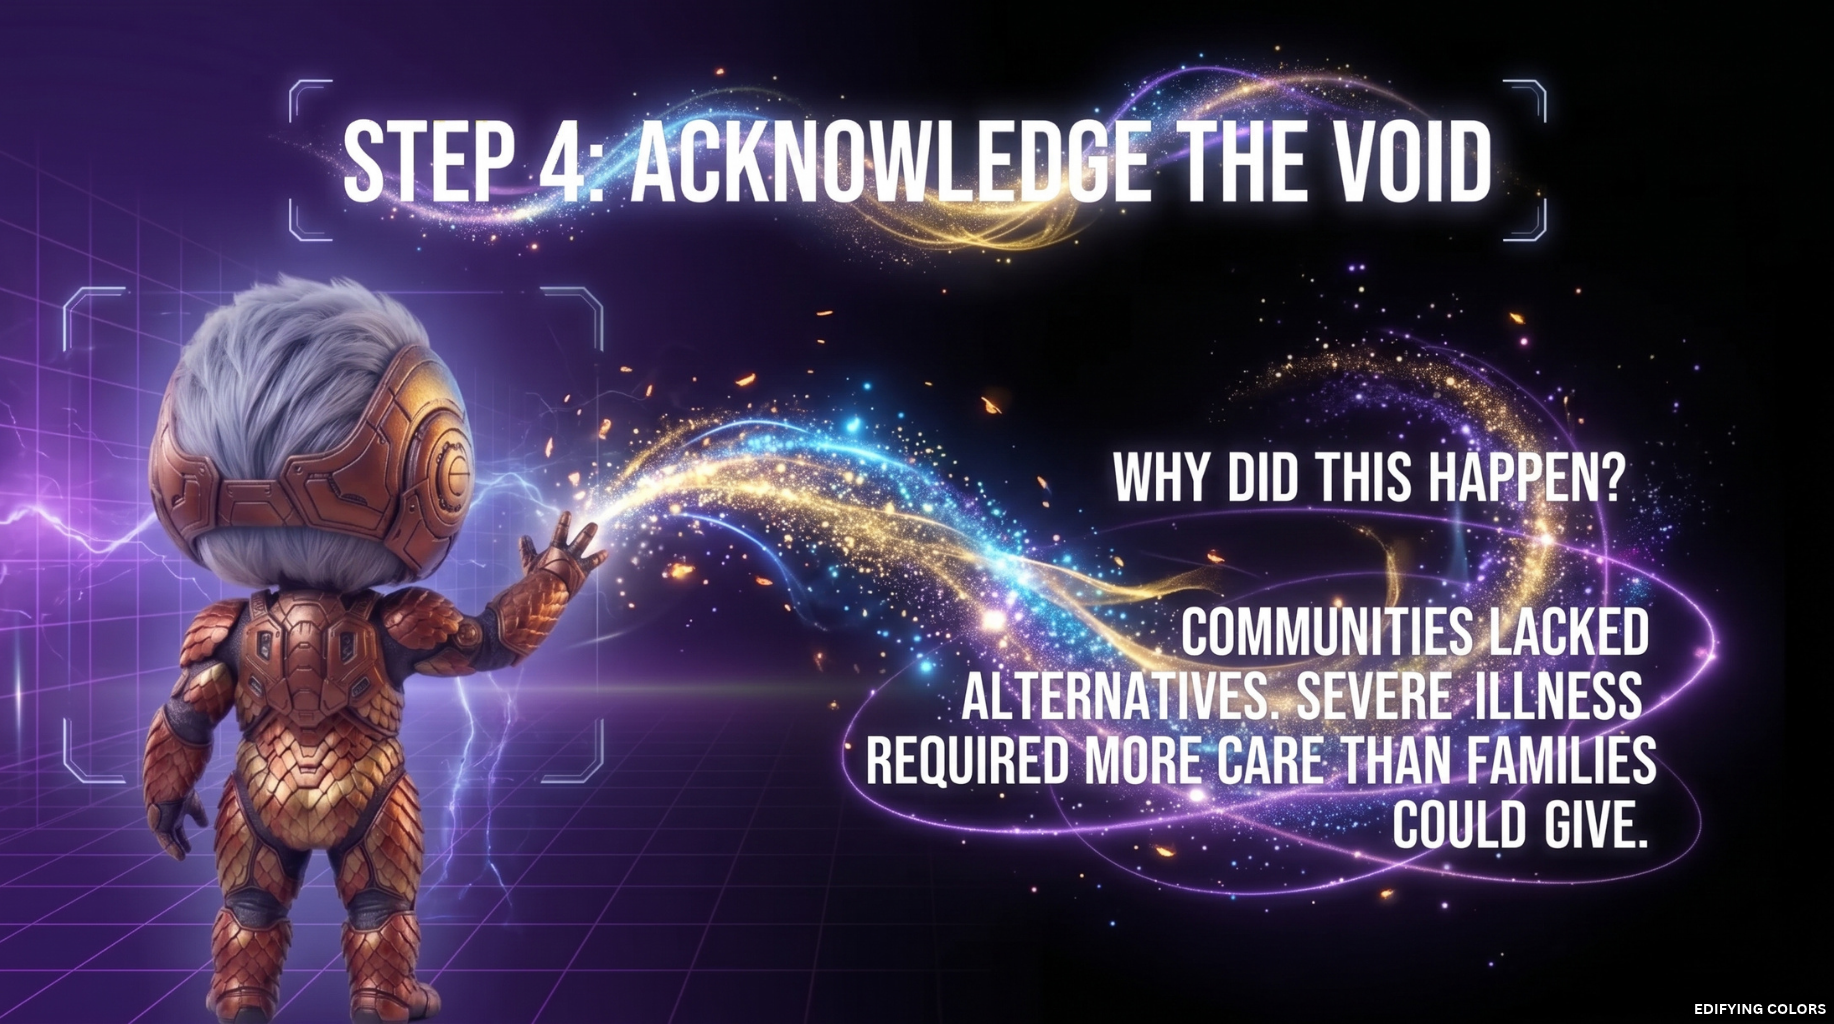 STEP 4: ACKNOWLEDGE THE VOID
WHY DID THIS HAPPEN?
COMMUNITIES LACKED
ALTERNATIVES. SEVERE ILLNESS
REQUIRED MORE CARE THAN FAMILIES
COULD GIVE.
EDIFYING COLORS